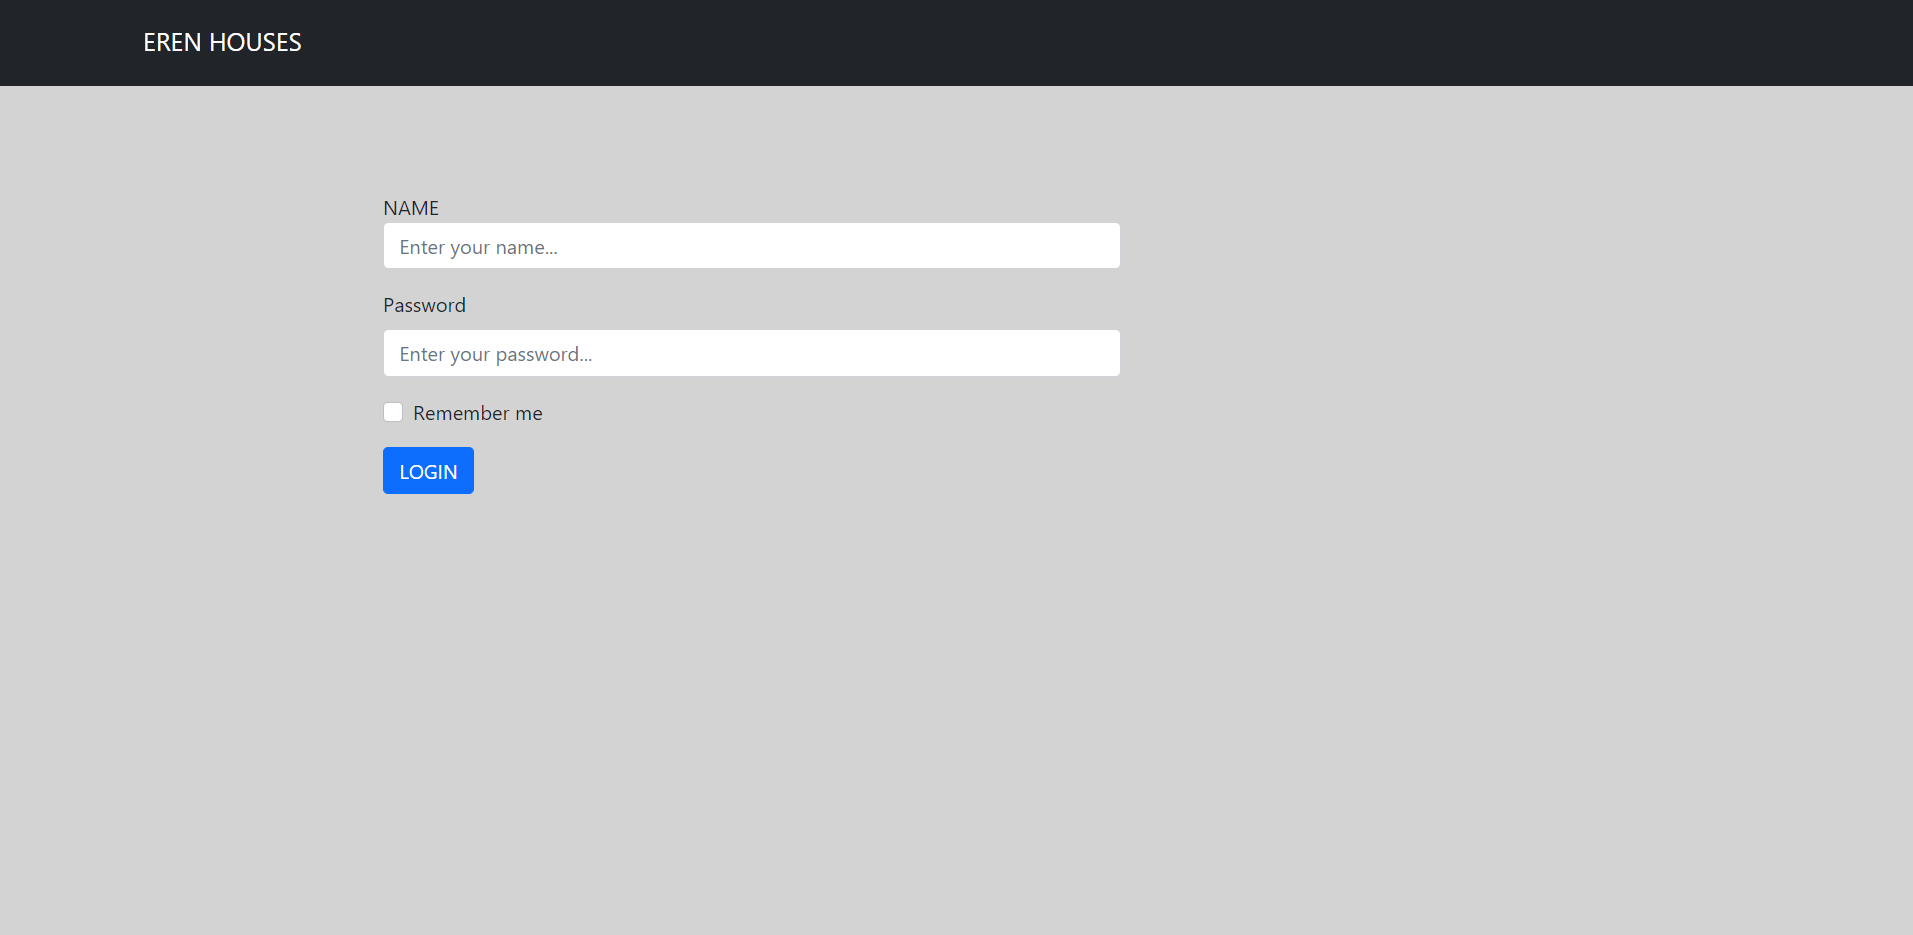 EREN HOUSES
NAME
Enter your name...
Password
Enter your password...
Remember me
LOGIN